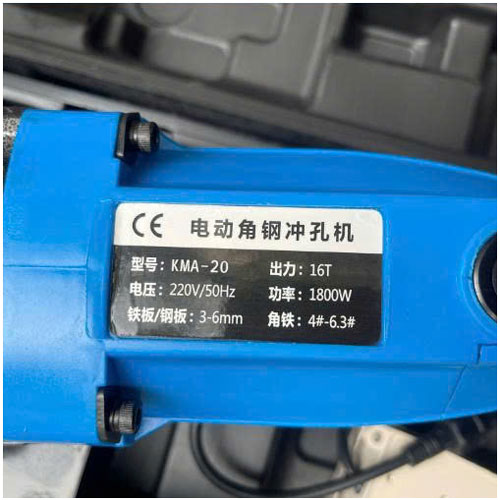 CE 电动角钢冲孔机
型号: KMA-20 出力: 16T
电压: 220V/50Hz 功率: 1800W
铁板/钢板: 3-6mm 角铁: 4#-6.3#